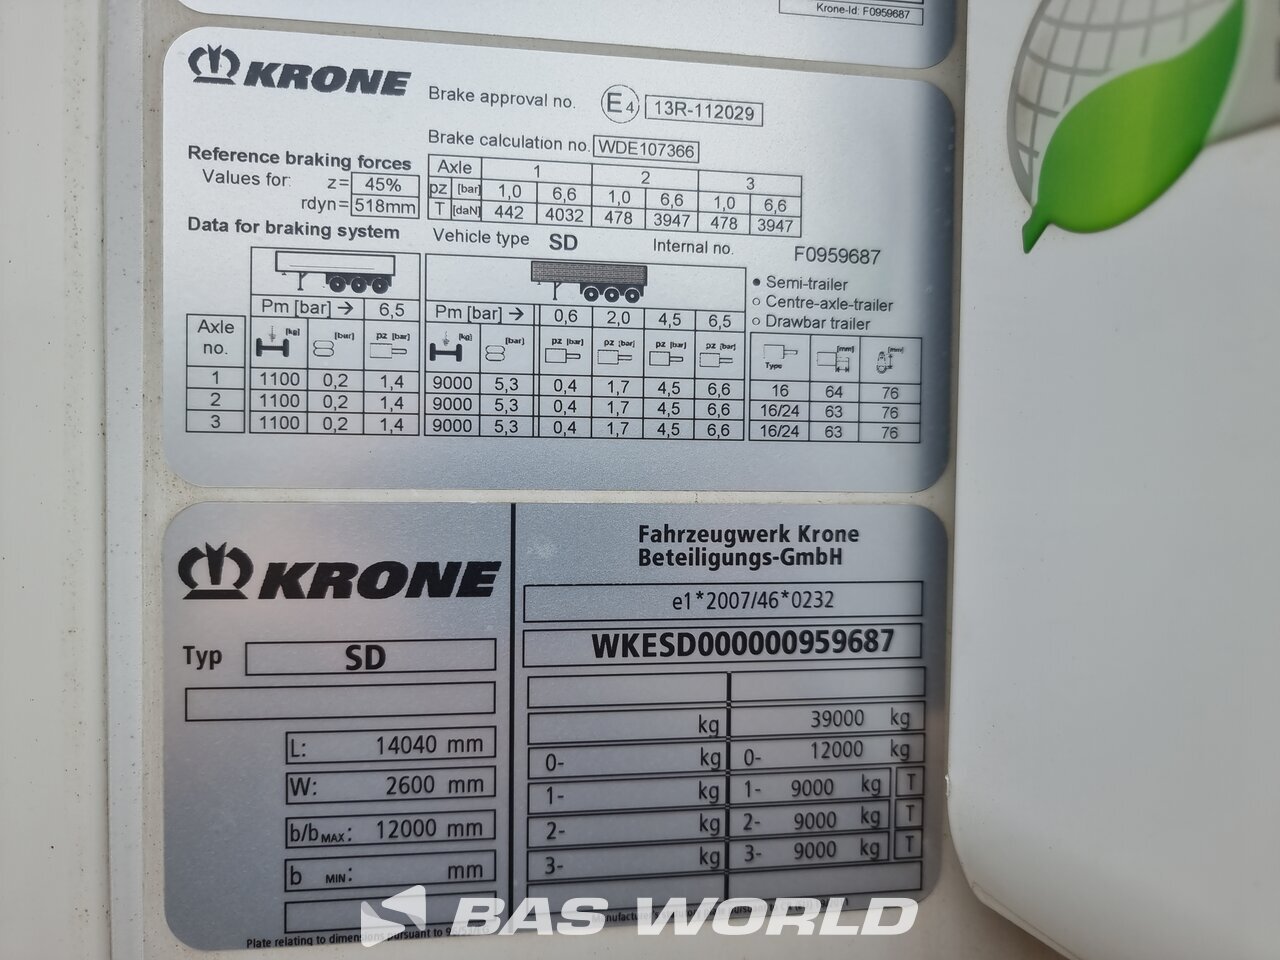 Krone-Id: F0959687
KRONE
Brake approval no. E4 13R-112029
Brake calculation no. WDE107366
Reference braking forces
Values for: z= 45%
rdyn= 518mm
Axle 1 2 3
pz [bar] 1,0 6,6 1,0 6,6 1,0 6,6
T [daN] 442 4032 478 3947 478 3947
Data for braking system
Vehicle type SD Internal no. F0959687
Semi-trailer
Centre-axle-trailer
Drawbar trailer
Pm [bar] → 6,5 Pm [bar] → 0,6 2,0 4,5 6,5
Axle no. [kg] [bar] pz [bar] [kg] [bar] pz [bar] pz [bar] pz [bar] pz [bar] Type [mm] [mm]
1 1100 0,2 1,4 9000 5,3 0,4 1,7 4,5 6,6 16 64 76
2 1100 0,2 1,4 9000 5,3 0,4 1,7 4,5 6,6 16/24 63 76
3 1100 0,2 1,4 9000 5,3 0,4 1,7 4,5 6,6 16/24 63 76
KRONE
Typ SD
L: 14040 mm
W: 2600 mm
b/b MAX: 12000 mm
b MIN: mm
Plate relating to dimensions pursuant to
Fahrzeugwerk Krone
Beteiligungs-GmbH
e1*2007/46*0232
WKESD000000959687
kg 39000 kg
0- kg 0- 12000 kg
1- kg 1- 9000 kg T
2- kg 2- 9000 kg T
3- kg 3- 9000 kg T
BAS WORLD